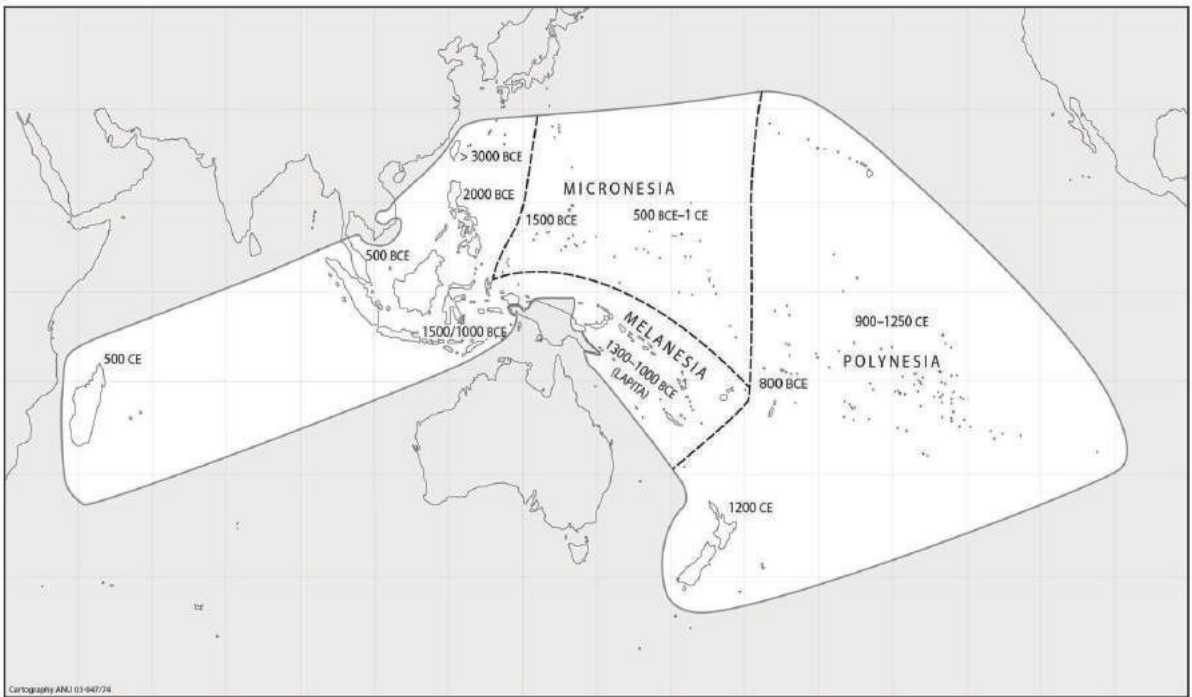 > 3000 BCE
2000 BCE
MICRONESIA
1500 BCE
500 BCE–1 CE
500 BCE
1500/1000 BCE
MELANESIA
1300–1000 BCE
(LAPITA)
900–1250 CE
POLYNESIA
500 CE
800 BCE
1200 CE
Cartography ANU 03-047/74